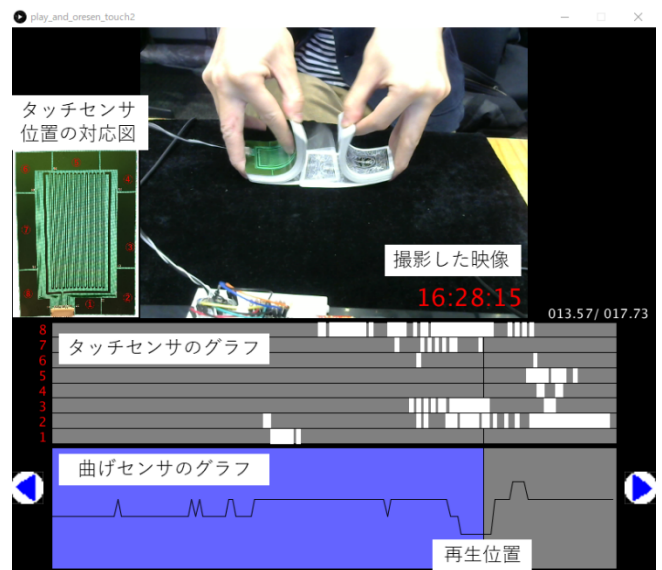 play_and_oresen_touch2
タッチセンサ
位置の対応図
撮影した映像
16:28:15
013.57/ 017.73
8
7
6
5
4
3
2
1
タッチセンサのグラフ
曲げセンサのグラフ
再生位置